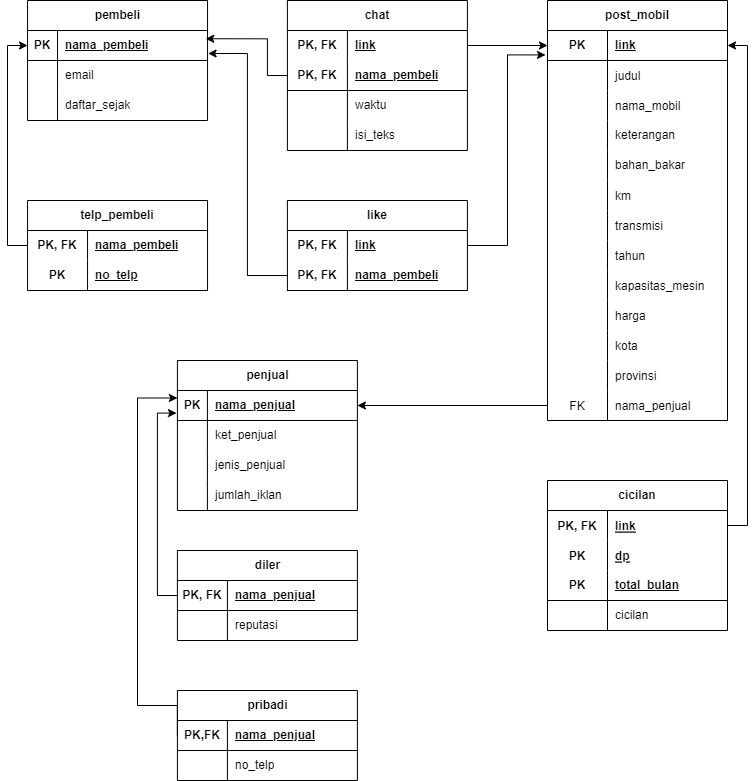 pembeli
PK nama_pembeli
email
daftar_sejak
chat
PK, FK link
PK, FK nama_pembeli
waktu
isi_teks
post_mobil
PK link
judul
nama_mobil
keterangan
bahan_bakar
km
transmisi
tahun
kapasitas_mesin
harga
kota
provinsi
FK nama_penjual
telp_pembeli
PK, FK nama_pembeli
PK no_telp
like
PK, FK link
PK, FK nama_pembeli
penjual
PK nama_penjual
ket_penjual
jenis_penjual
jumlah_iklan
cicilan
PK, FK link
PK dp
PK total_bulan
cicilan
diler
PK, FK nama_penjual
reputasi
pribadi
PK,FK nama_penjual
no_telp